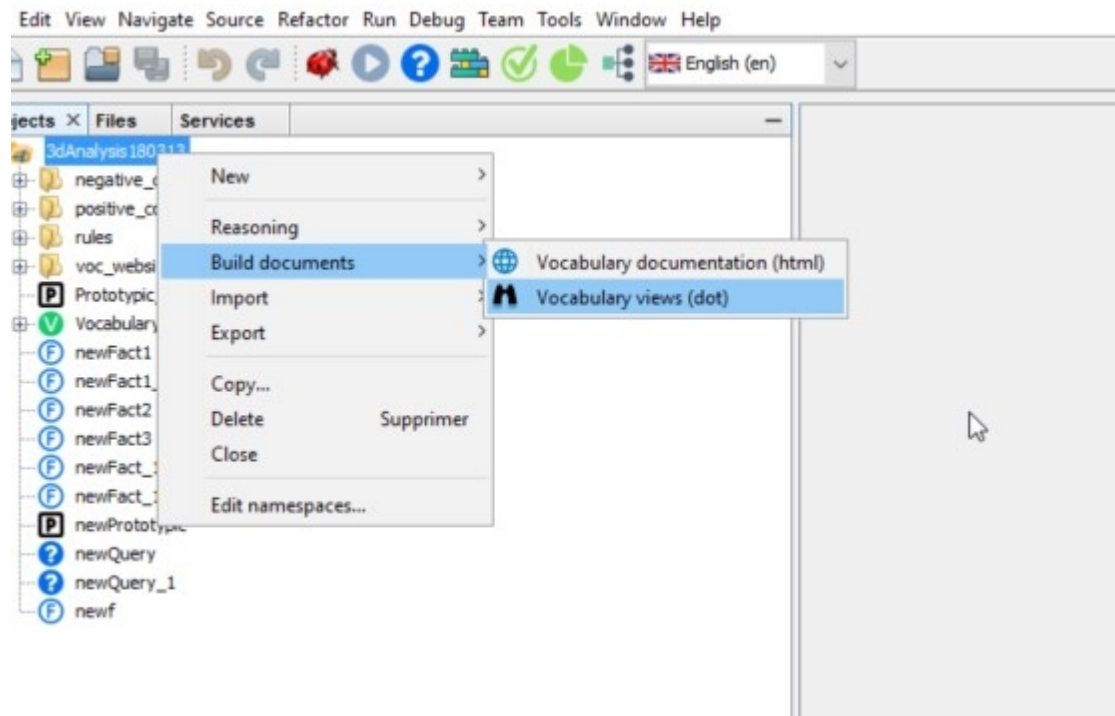 Edit View Navigate Source Refactor Run Debug Team Tools Window Help
English (en)
jects × Files Services
3dAnalysis180313
negative_c
New
positive_co
rules
Reasoning
voc_websi
Build documents
Vocabulary documentation (html)
Prototypic_
Import
Vocabulary views (dot)
Vocabulary
Export
newFact1
newFact1_
Copy...
newFact2
Delete Supprimer
newFact3
Close
newFact_1
newFact_1
Edit namespaces...
newPrototypic
newQuery
newQuery_1
newf